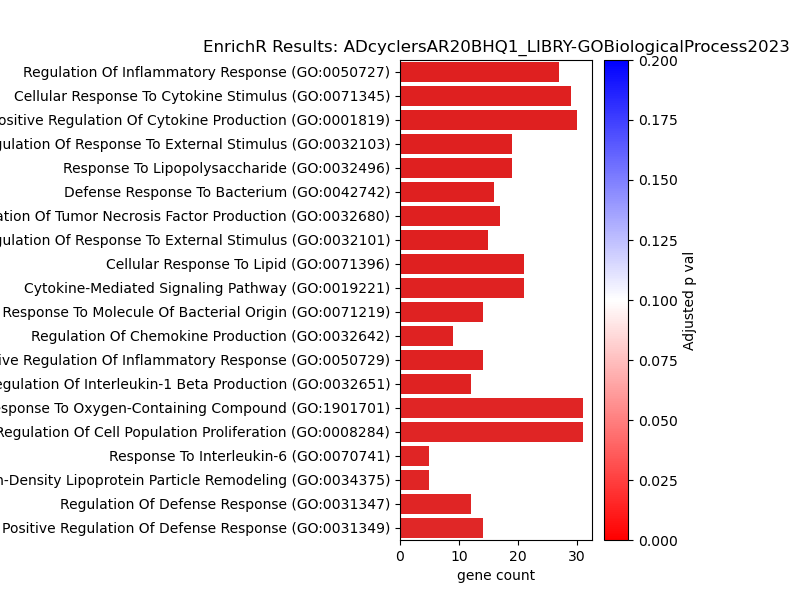 EnrichR Results: ADcyclersAR20BHQ1_LIBRY-GOBiologicalProcess2023
Regulation Of Inflammatory Response (GO:0050727)
Cellular Response To Cytokine Stimulus (GO:0071345)
ositive Regulation Of Cytokine Production (GO:0001819)
gulation Of Response To External Stimulus (GO:0032103)
Response To Lipopolysaccharide (GO:0032496)
Defense Response To Bacterium (GO:0042742)
ation Of Tumor Necrosis Factor Production (GO:0032680)
gulation Of Response To External Stimulus (GO:0032101)
Cellular Response To Lipid (GO:0071396)
Cytokine-Mediated Signaling Pathway (GO:0019221)
Response To Molecule Of Bacterial Origin (GO:0071219)
Regulation Of Chemokine Production (GO:0032642)
ive Regulation Of Inflammatory Response (GO:0050729)
egulation Of Interleukin-1 Beta Production (GO:0032651)
sponse To Oxygen-Containing Compound (GO:1901701)
Regulation Of Cell Population Proliferation (GO:0008284)
Response To Interleukin-6 (GO:0070741)
h-Density Lipoprotein Particle Remodeling (GO:0034375)
Regulation Of Defense Response (GO:0031347)
Positive Regulation Of Defense Response (GO:0031349)
0 10 20 30
gene count
0.200
0.175
0.150
0.125
0.100
0.075
0.050
0.025
0.000
Adjusted p val